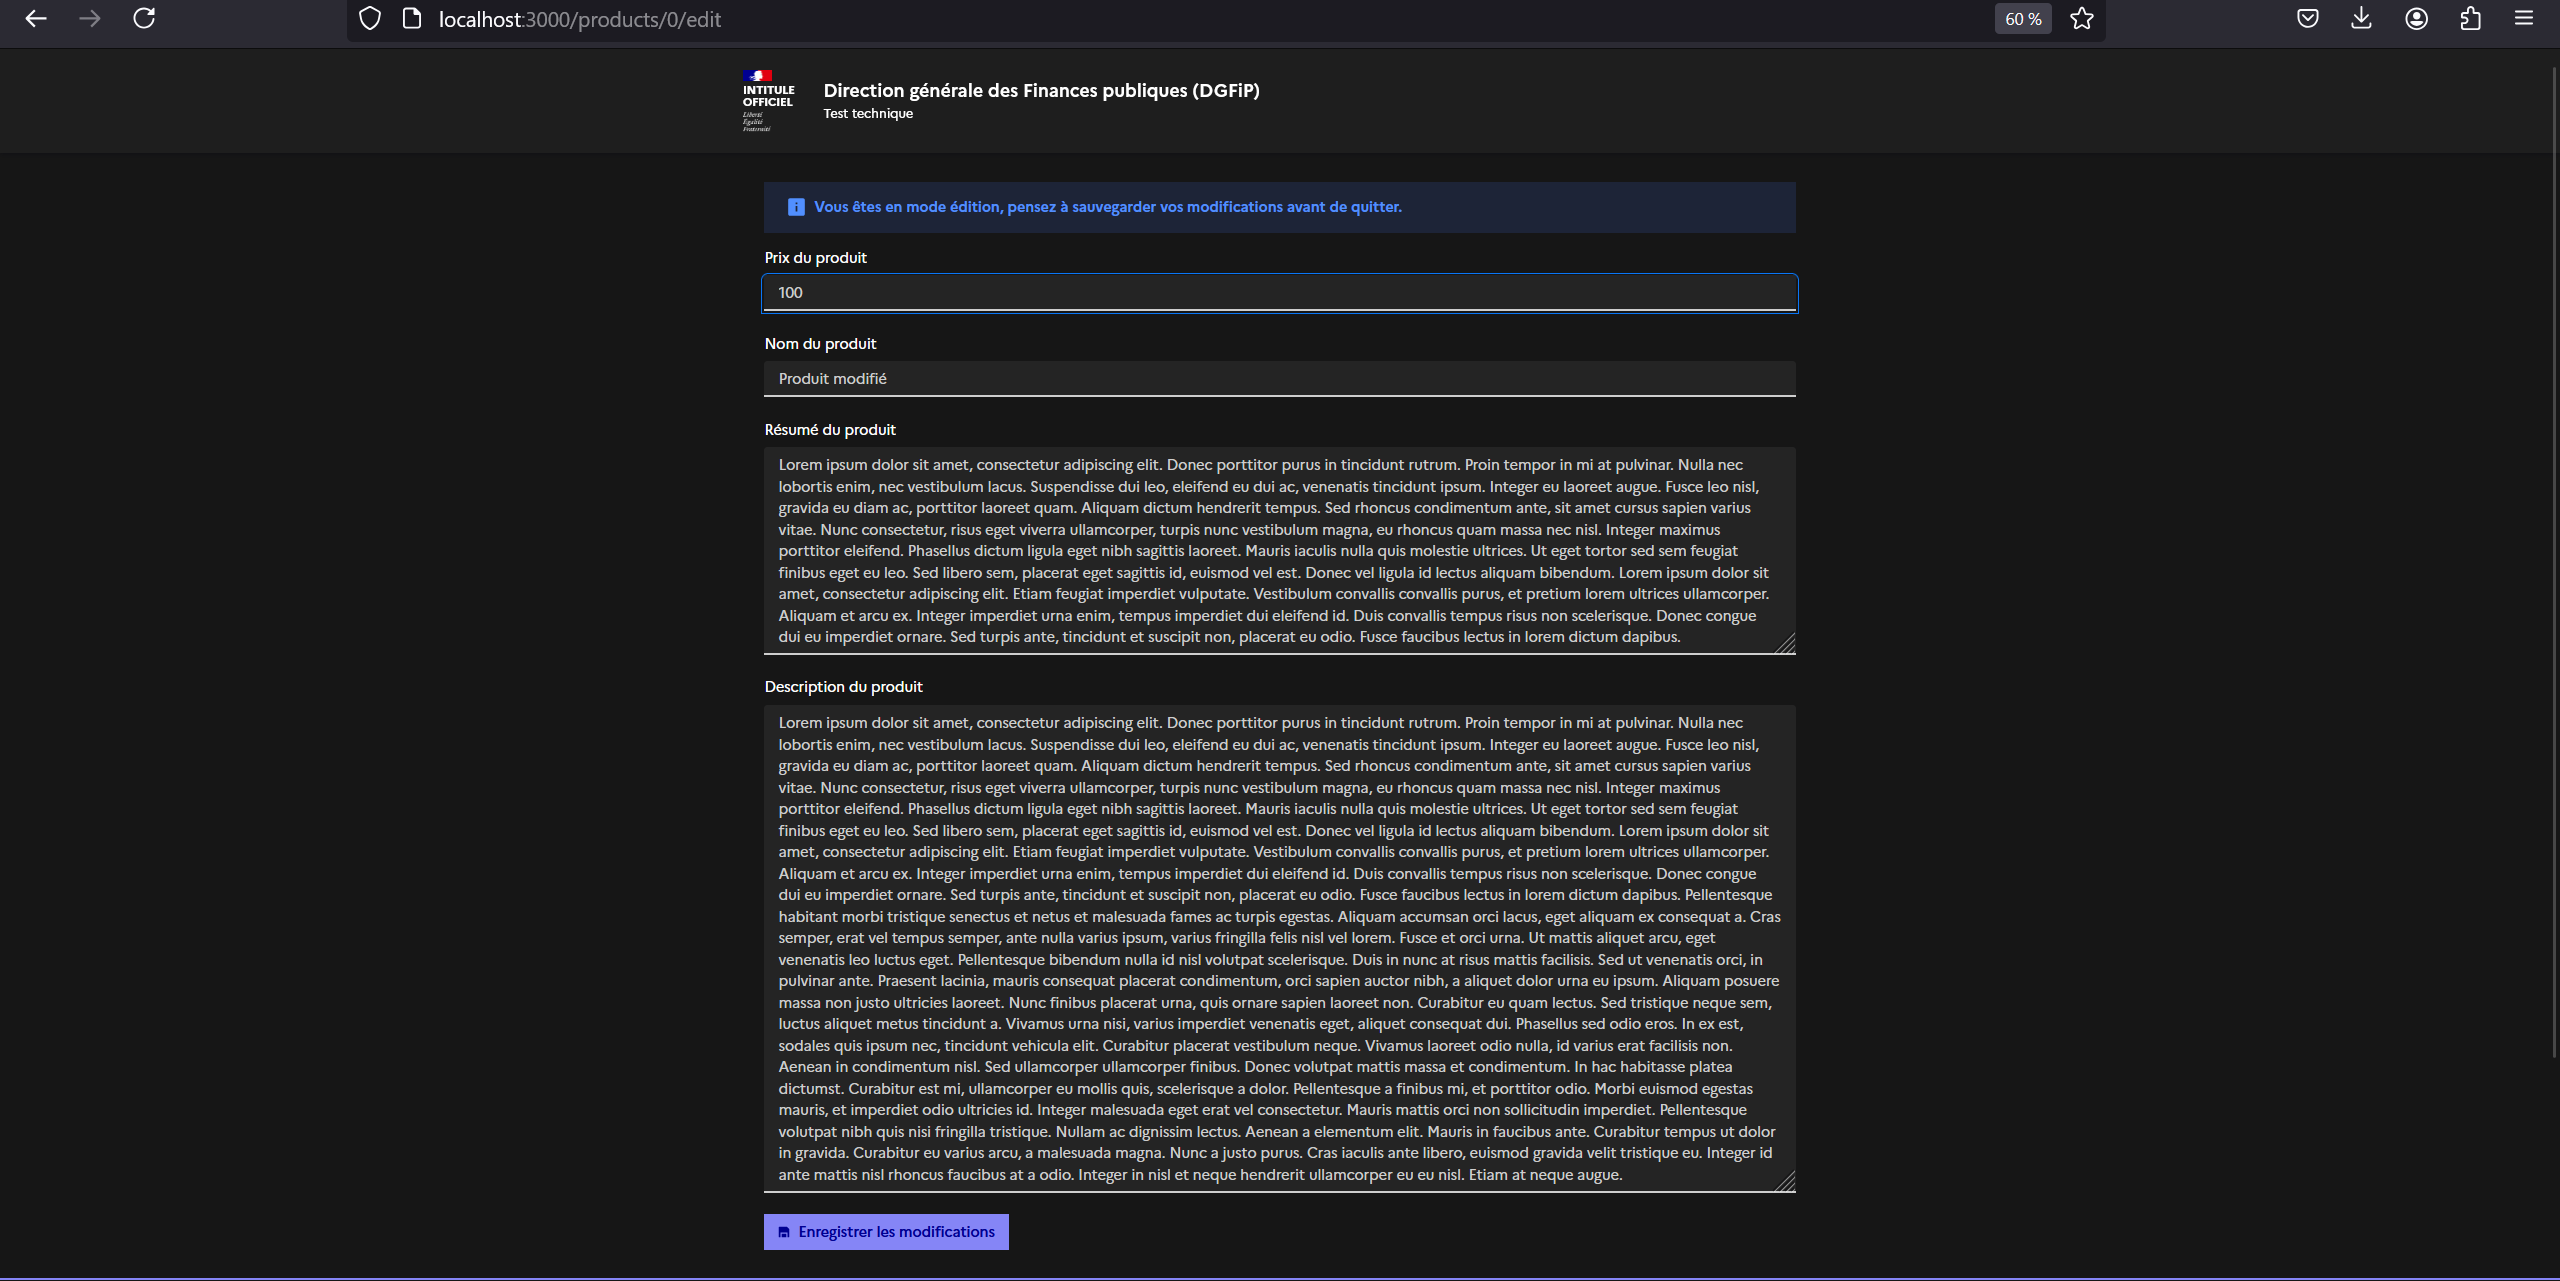 localhost:3000/products/0/edit
60 %
INTITULE
OFFICIEL
Liberté
Égalité
Fraternité
Direction générale des Finances publiques (DGFiP)
Test technique
Vous êtes en mode édition, pensez à sauvegarder vos modifications avant de quitter.
Prix du produit
100
Nom du produit
Produit modifié
Résumé du produit
Lorem ipsum dolor sit amet, consectetur adipiscing elit. Donec porttitor purus in tincidunt rutrum. Proin tempor in mi at pulvinar. Nulla nec
lobortis enim, nec vestibulum lacus. Suspendisse dui leo, eleifend eu dui ac, venenatis tincidunt ipsum. Integer eu laoreet augue. Fusce leo nisl,
gravida eu diam ac, porttitor laoreet quam. Aliquam dictum hendrerit tempus. Sed rhoncus condimentum ante, sit amet cursus sapien varius
vitae. Nunc consectetur, risus eget viverra ullamcorper, turpis nunc vestibulum magna, eu rhoncus quam massa nec nisl. Integer maximus
porttitor eleifend. Phasellus dictum ligula eget nibh sagittis laoreet. Mauris iaculis nulla quis molestie ultrices. Ut eget tortor sed sem feugiat
finibus eget eu leo. Sed libero sem, placerat eget sagittis id, euismod vel est. Donec vel ligula id lectus aliquam bibendum. Lorem ipsum dolor sit
amet, consectetur adipiscing elit. Etiam feugiat imperdiet vulputate. Vestibulum convallis convallis purus, et pretium lorem ultrices ullamcorper.
Aliquam et arcu ex. Integer imperdiet urna enim, tempus imperdiet dui eleifend id. Duis convallis tempus risus non scelerisque. Donec congue
dui eu imperdiet ornare. Sed turpis ante, tincidunt et suscipit non, placerat eu odio. Fusce faucibus lectus in lorem dictum dapibus.
Description du produit
Lorem ipsum dolor sit amet, consectetur adipiscing elit. Donec porttitor purus in tincidunt rutrum. Proin tempor in mi at pulvinar. Nulla nec
lobortis enim, nec vestibulum lacus. Suspendisse dui leo, eleifend eu dui ac, venenatis tincidunt ipsum. Integer eu laoreet augue. Fusce leo nisl,
gravida eu diam ac, porttitor laoreet quam. Aliquam dictum hendrerit tempus. Sed rhoncus condimentum ante, sit amet cursus sapien varius
vitae. Nunc consectetur, risus eget viverra ullamcorper, turpis nunc vestibulum magna, eu rhoncus quam massa nec nisl. Integer maximus
porttitor eleifend. Phasellus dictum ligula eget nibh sagittis laoreet. Mauris iaculis nulla quis molestie ultrices. Ut eget tortor sed sem feugiat
finibus eget eu leo. Sed libero sem, placerat eget sagittis id, euismod vel est. Donec vel ligula id lectus aliquam bibendum. Lorem ipsum dolor sit
amet, consectetur adipiscing elit. Etiam feugiat imperdiet vulputate. Vestibulum convallis convallis purus, et pretium lorem ultrices ullamcorper.
Aliquam et arcu ex. Integer imperdiet urna enim, tempus imperdiet dui eleifend id. Duis convallis tempus risus non scelerisque. Donec congue
dui eu imperdiet ornare. Sed turpis ante, tincidunt et suscipit non, placerat eu odio. Fusce faucibus lectus in lorem dictum dapibus. Pellentesque
habitant morbi tristique senectus et netus et malesuada fames ac turpis egestas. Aliquam accumsan orci lacus, eget aliquam ex consequat a. Cras
semper, erat vel tempus semper, ante nulla varius ipsum, varius fringilla felis nisl vel lorem. Fusce et orci urna. Ut mattis aliquet arcu, eget
venenatis leo luctus eget. Pellentesque bibendum nulla id nisl volutpat scelerisque. Duis in nunc at risus mattis facilisis. Sed ut venenatis orci, in
pulvinar ante. Praesent lacinia, mauris consequat placerat condimentum, orci sapien auctor nibh, a aliquet dolor urna eu ipsum. Aliquam posuere
massa non justo ultricies laoreet. Nunc finibus placerat urna, quis ornare sapien laoreet non. Curabitur eu quam lectus. Sed tristique neque sem,
luctus aliquet metus tincidunt a. Vivamus urna nisi, varius imperdiet venenatis eget, aliquet consequat dui. Phasellus sed odio eros. In ex est,
sodales quis ipsum nec, tincidunt vehicula elit. Curabitur placerat vestibulum neque. Vivamus laoreet odio nulla, id varius erat facilisis non.
Aenean in condimentum nisl. Sed ullamcorper ullamcorper finibus. Donec volutpat mattis massa et condimentum. In hac habitasse platea
dictumst. Curabitur est mi, ullamcorper eu mollis quis, scelerisque a dolor. Pellentesque a finibus mi, et porttitor odio. Morbi euismod egestas
mauris, et imperdiet odio ultricies id. Integer malesuada eget erat vel consectetur. Mauris mattis orci non sollicitudin imperdiet. Pellentesque
volutpat nibh quis nisi fringilla tristique. Nullam ac dignissim lectus. Aenean a elementum elit. Mauris in faucibus ante. Curabitur tempus ut dolor
in gravida. Curabitur eu varius arcu, a malesuada magna. Nunc a justo purus. Cras iaculis ante libero, euismod gravida velit tristique eu. Integer id
ante mattis nisl rhoncus faucibus at a odio. Integer in nisl et neque hendrerit ullamcorper eu eu nisl. Etiam at neque augue.
Enregistrer les modifications